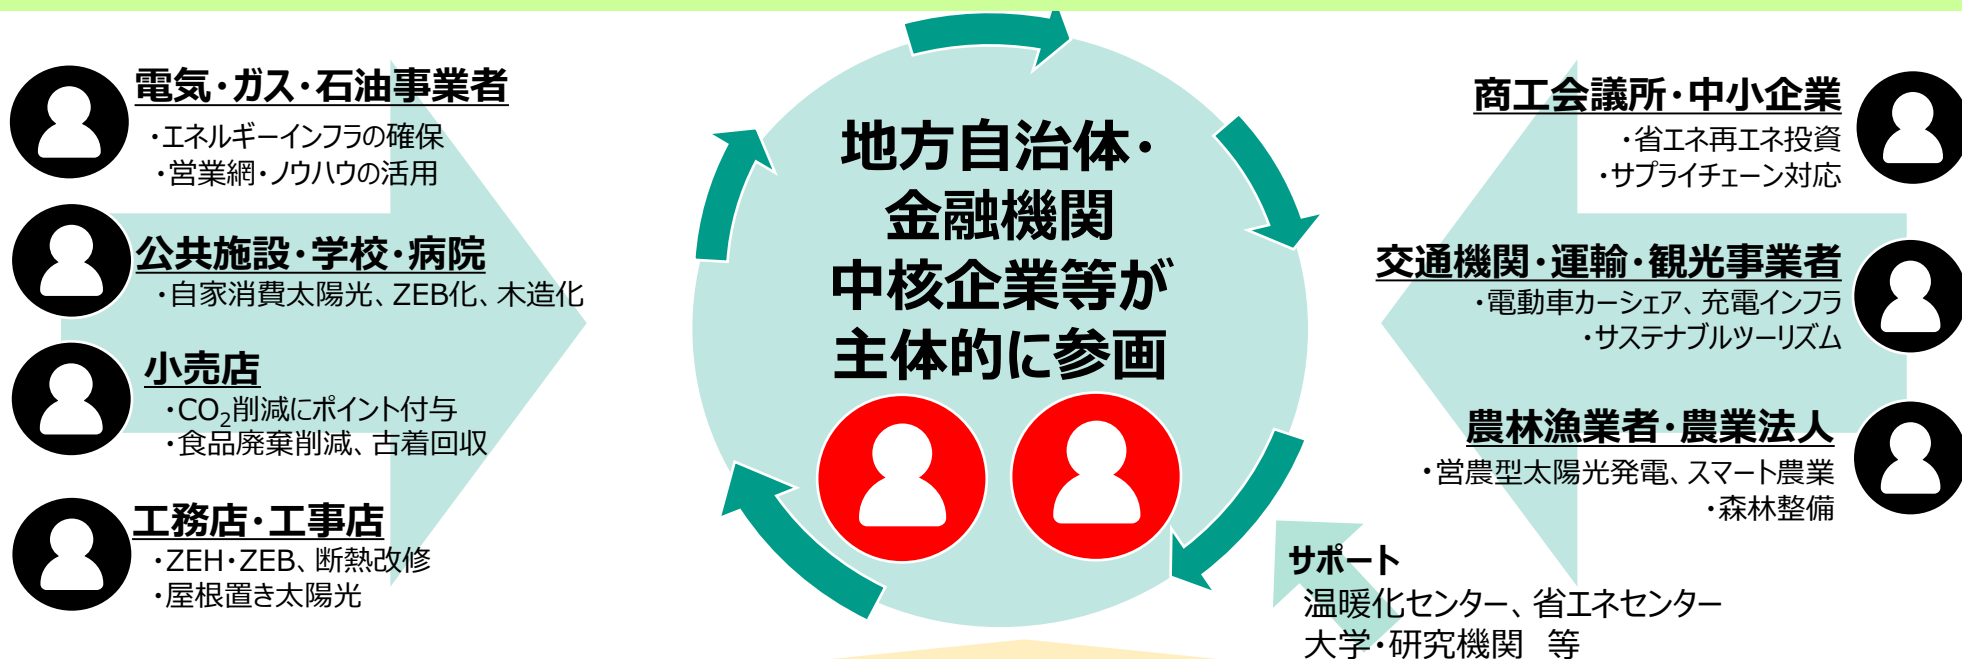 電気・ガス・石油事業者
・エネルギーインフラの確保
・営業網・ノウハウの活用
公共施設・学校・病院
・自家消費太陽光、ZEB化、木造化
小売店
・CO₂削減にポイント付与
・食品廃棄削減、古着回収
工務店・工事店
・ZEH・ZEB、断熱改修
・屋根置き太陽光
地方自治体・
金融機関
中核企業等が
主体的に参画
商工会議所・中小企業
・省エネ再エネ投資
・サプライチェーン対応
交通機関・運輸・観光事業者
・電動車カーシェア、充電インフラ
・サステナブルツーリズム
農林漁業者・農業法人
・営農型太陽光発電、スマート農業
・森林整備
サポート
温暖化センター、省エネセンター
大学・研究機関　等